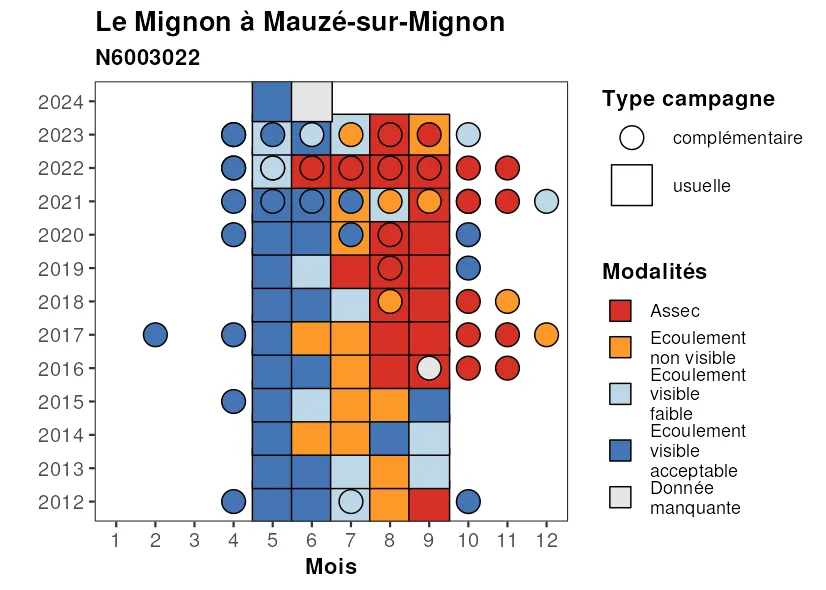 Le Mignon à Mauzé-sur-Mignon
N6003022
2024
2023
2022
2021
2020
2019
2018
2017
2016
2015
2014
2013
2012
1 2 3 4 5 6 7 8 9 10 11 12
Mois
Type campagne
complémentaire
usuelle
Modalités
Assec
Ecoulement
non visible
Ecoulement
visible
faible
Ecoulement
visible
acceptable
Donnée
manquante